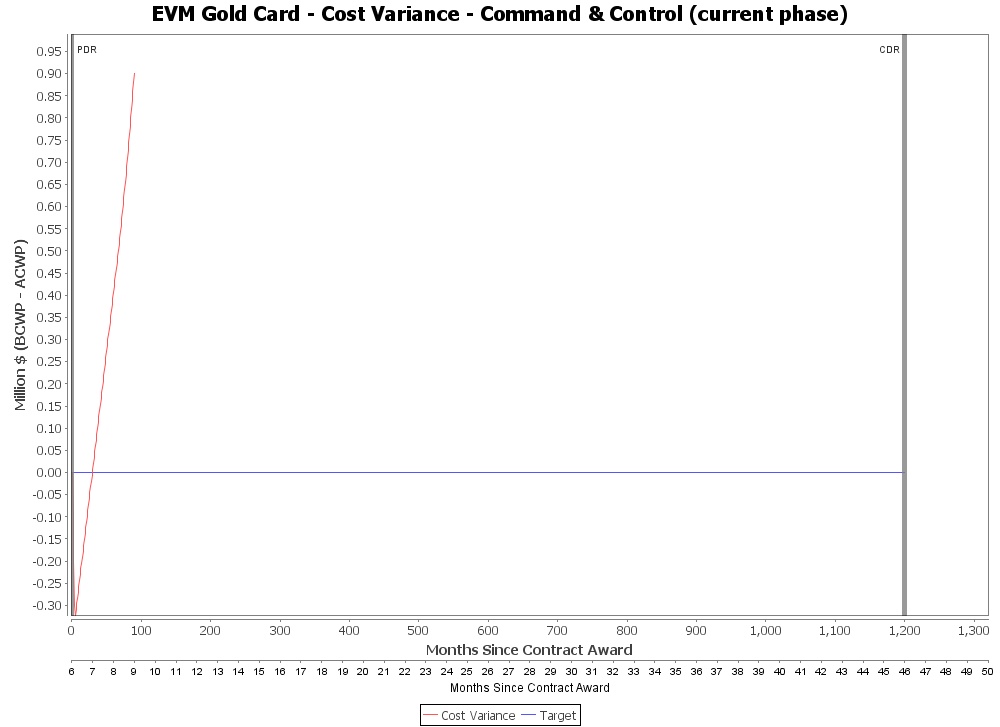 EVM Gold Card - Cost Variance - Command & Control (current phase)
PDR
CDR
0.95
0.90
0.85
0.80
0.75
0.70
0.65
0.60
0.55
0.50
0.45
0.40
0.35
0.30
0.25
0.20
0.15
0.10
0.05
0.00
-0.05
-0.10
-0.15
-0.20
-0.25
-0.30
Million $ (BCWP - ACWP)
0 100 200 300 400 500 600 700 800 900 1,000 1,100 1,200 1,300
Months Since Contract Award
6 7 8 9 10 11 12 13 14 15 16 17 18 19 20 21 22 23 24 25 26 27 28 29 30 31 32 33 34 35 36 37 38 39 40 41 42 43 44 45 46 47 48 49 50
Months Since Contract Award
Cost Variance Target